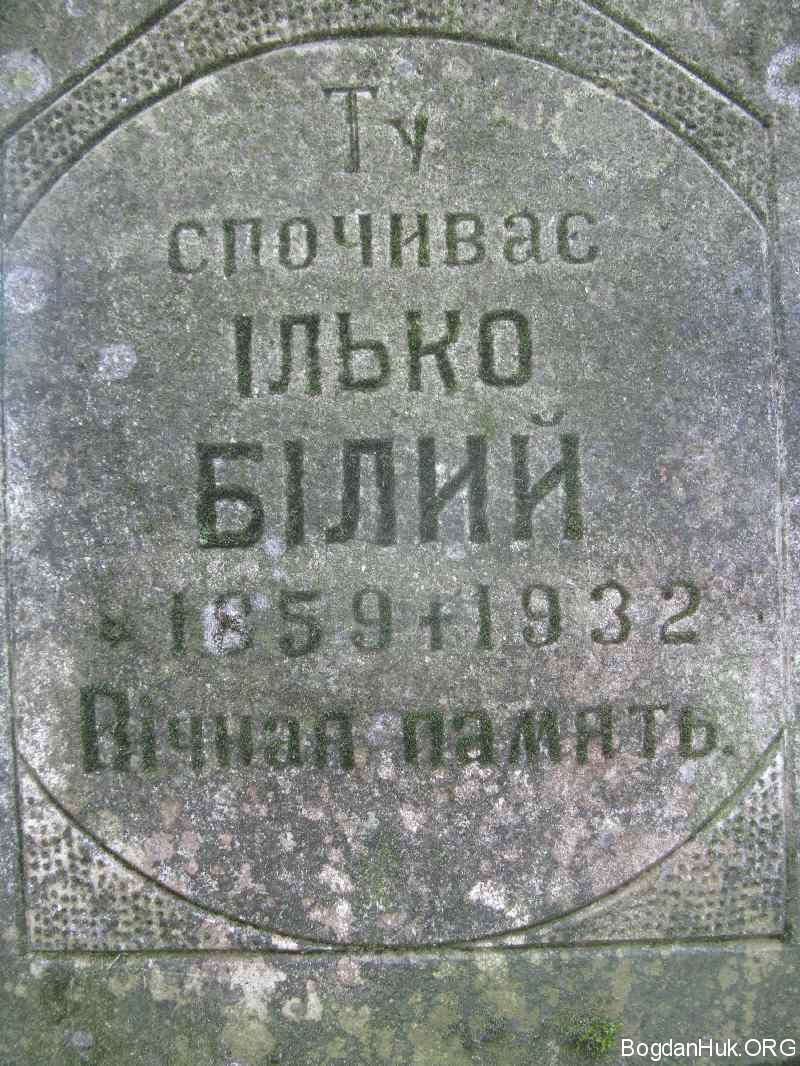 Ту
спочиває
ІЛЬКО
БІЛИЙ
* 1859 † 1932
Вічная память.
BogdanHuk.ORG